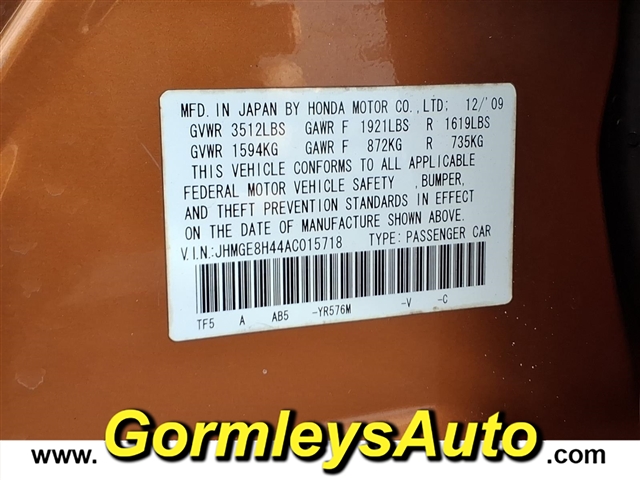 MFD. IN JAPAN BY HONDA MOTOR CO., LTD: 12/'09
GVWR 3512LBS GAWR F 1921LBS R 1619LBS
GVWR 1594KG GAWR F 872KG R 735KG
THIS VEHICLE CONFORMS TO ALL APPLICABLE
FEDERAL MOTOR VEHICLE SAFETY ,BUMPER,
AND THEFT PREVENTION STANDARDS IN EFFECT
ON THE DATE OF MANUFACTURE SHOWN ABOVE.
V.I.N:JHMGE8H44AC015718 TYPE: PASSENGER CAR
TF5 A AB5 -YR576M -V -C
www.GormleysAuto.com